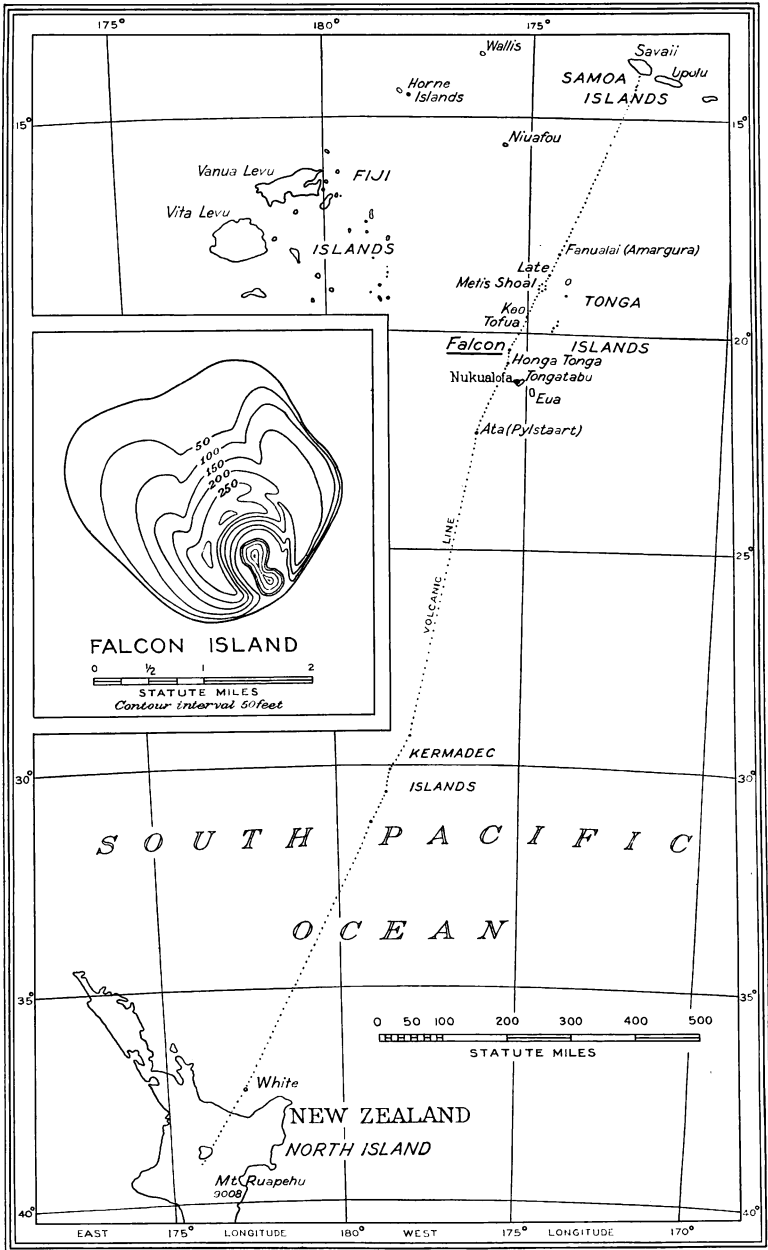 175° 180° 175°
Wallis
Savaii
SAMOA
Upolu
ISLANDS
Horne
Islands
15° 15°
Niuafou
Vanua Levu
FIJI
Vita Levu
ISLANDS
Fanualai (Amargura)
Late
Metis Shoal
TONGA
Kao
Tofua
ISLANDS
20°
Falcon
Honga Tonga
Nukualofa
Tongatabu
Eua
Ata (Pylstaart)
50
100
150
200
250
FALCON ISLAND
0 ½ 1 2
STATUTE MILES
Contour interval 50 feet
VOLCANIC LINE
25°
KERMADEC
30° 30°
ISLANDS
SOUTH PACIFIC
OCEAN
35° 35°
0 50 100 200 300 400 500
STATUTE MILES
White
NEW ZEALAND
NORTH ISLAND
Mt. Ruapehu
9008
40° 40°
EAST 175° LONGITUDE 180° WEST 175° LONGITUDE 170°